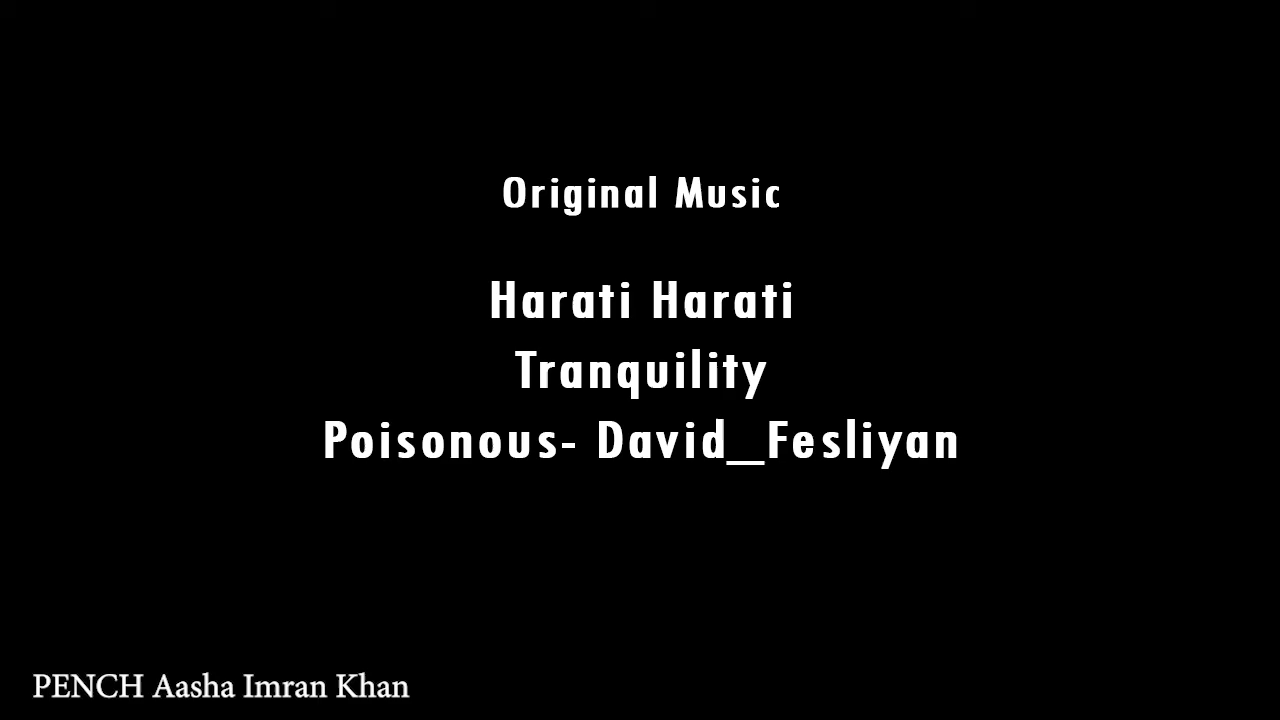 Original Music
Harati Harati
Tranquility
Poisonous- David_Fesliyan
PENCH Aasha Imran Khan